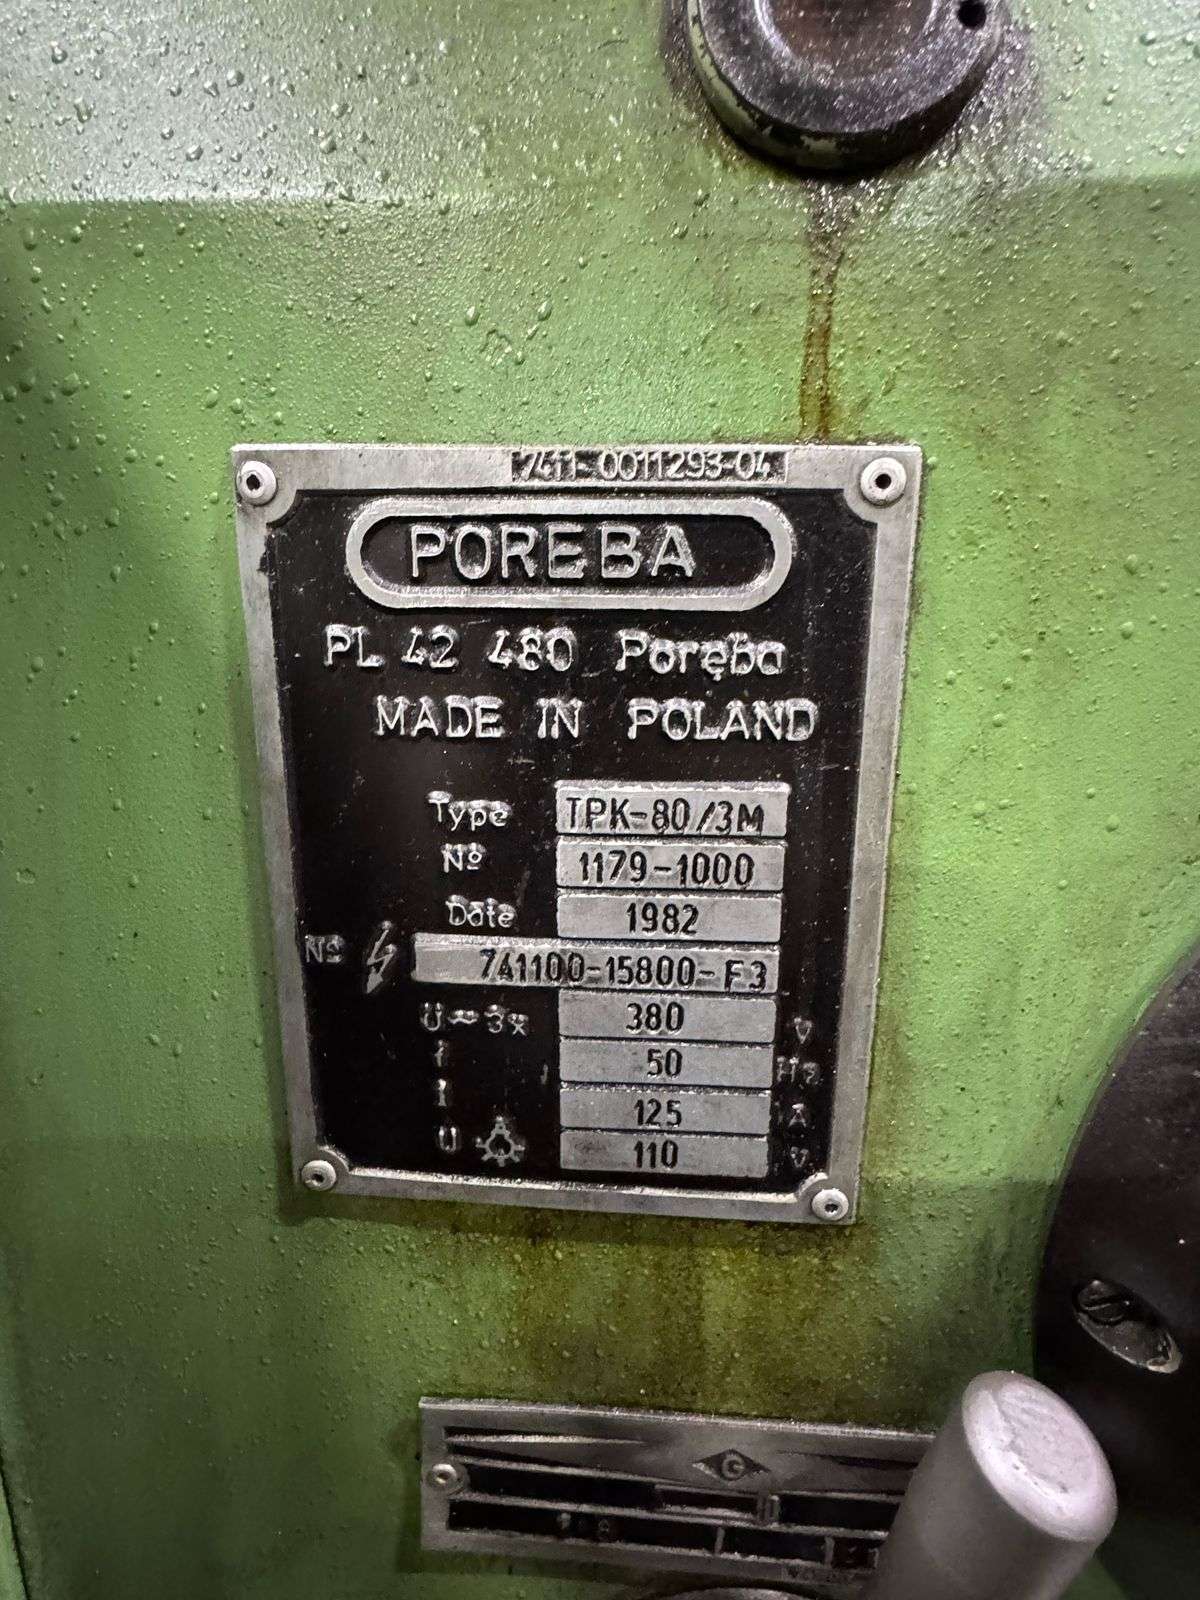 7411-0011293-04
POREBA
PL 42 480 Poręba
MADE IN POLAND
Type TPK-80/3M
Nº 1179-1000
Date 1982
Nº 741100-15800-F3
U ~ 3x 380 V
f 50 Hz
I 125 A
U 110 V
G